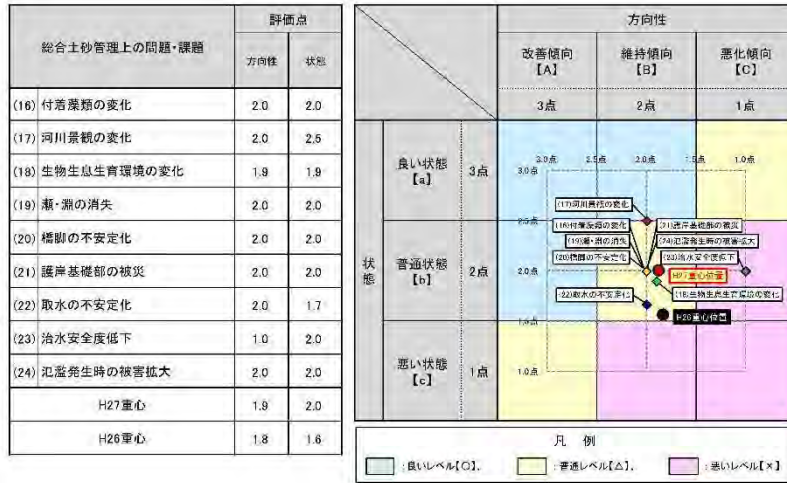 総合土砂管理上の問題・課題 評価点
方向性 状態
(16) 付着藻類の変化 2.0 2.0
(17) 河川景観の変化 2.0 2.5
(18) 生物生息生育環境の変化 1.9 1.9
(19) 瀬・淵の消失 2.0 2.0
(20) 橋脚の不安定化 2.0 2.0
(21) 護岸基礎部の被災 2.0 2.0
(22) 取水の不安定化 2.0 1.7
(23) 治水安全度低下 1.0 2.0
(24) 氾濫発生時の被害拡大 2.0 2.0
H27重心 1.9 2.0
H26重心 1.8 1.6
方向性
改善傾向 維持傾向 悪化傾向
【A】 【B】 【C】
3点 2点 1点
状態
良い状態
【a】
3点
普通状態
【b】
2点
悪い状態
【c】
1点
3.0点 2.5点 2.0点 1.5点 1.0点
3.0点
(17)河川景観の変化
2.5点
(16)付着藻類の変化 (21)護岸基礎部の被災
(19)瀬・淵の消失 (24)氾濫発生時の被害拡大
(20)橋脚の不安定化 (23)治水安全度低下
2.0点
H27重心位置
(22)取水の不安定化 (18)生物生息生育環境の変化
H26重心位置
1.5点
1.0点
凡 例
:良いレベル【○】, :普通レベル【△】, :悪いレベル【×】